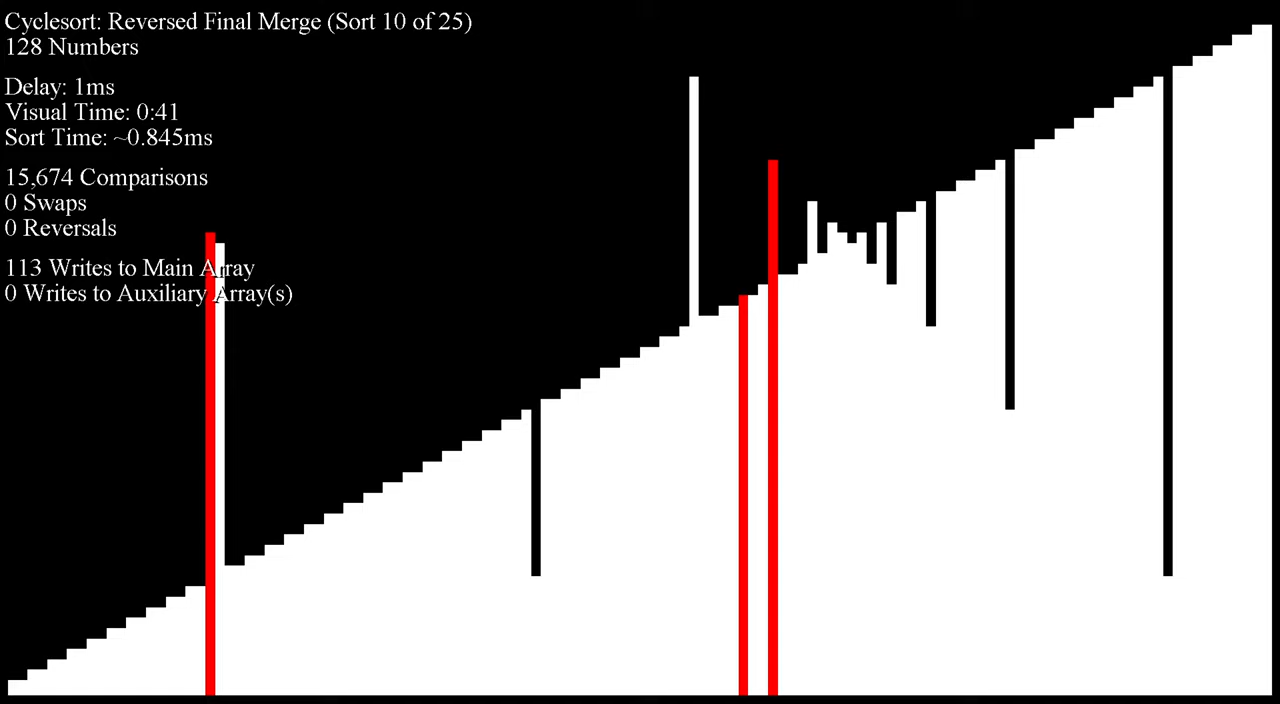 Cyclesort: Reversed Final Merge (Sort 10 of 25)
128 Numbers
Delay: 1ms
Visual Time: 0:41
Sort Time: ~0.845ms
15,674 Comparisons
0 Swaps
0 Reversals
113 Writes to Main Array
0 Writes to Auxiliary Array(s)